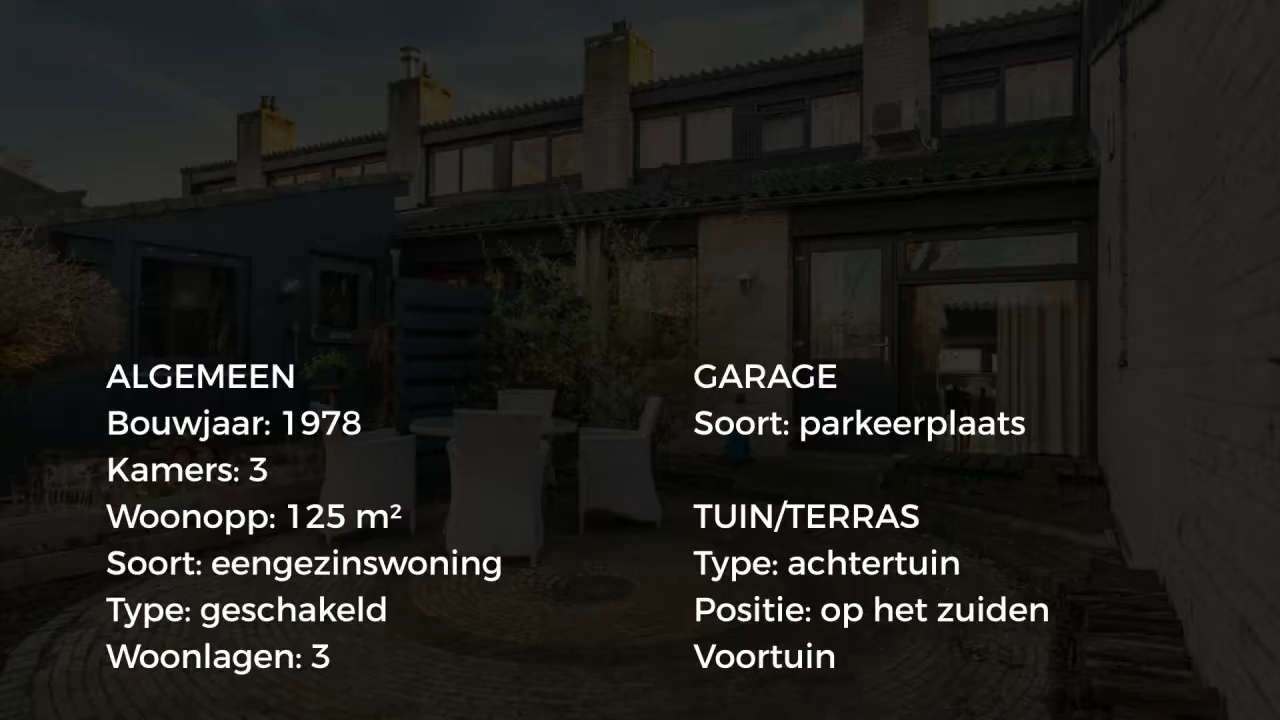 ALGEMEEN
Bouwjaar: 1978
Kamers: 3
Woonopp: 125 m²
Soort: eengezinswoning
Type: geschakeld
Woonlagen: 3
GARAGE
Soort: parkeerplaats
TUIN/TERRAS
Type: achtertuin
Positie: op het zuiden
Voortuin